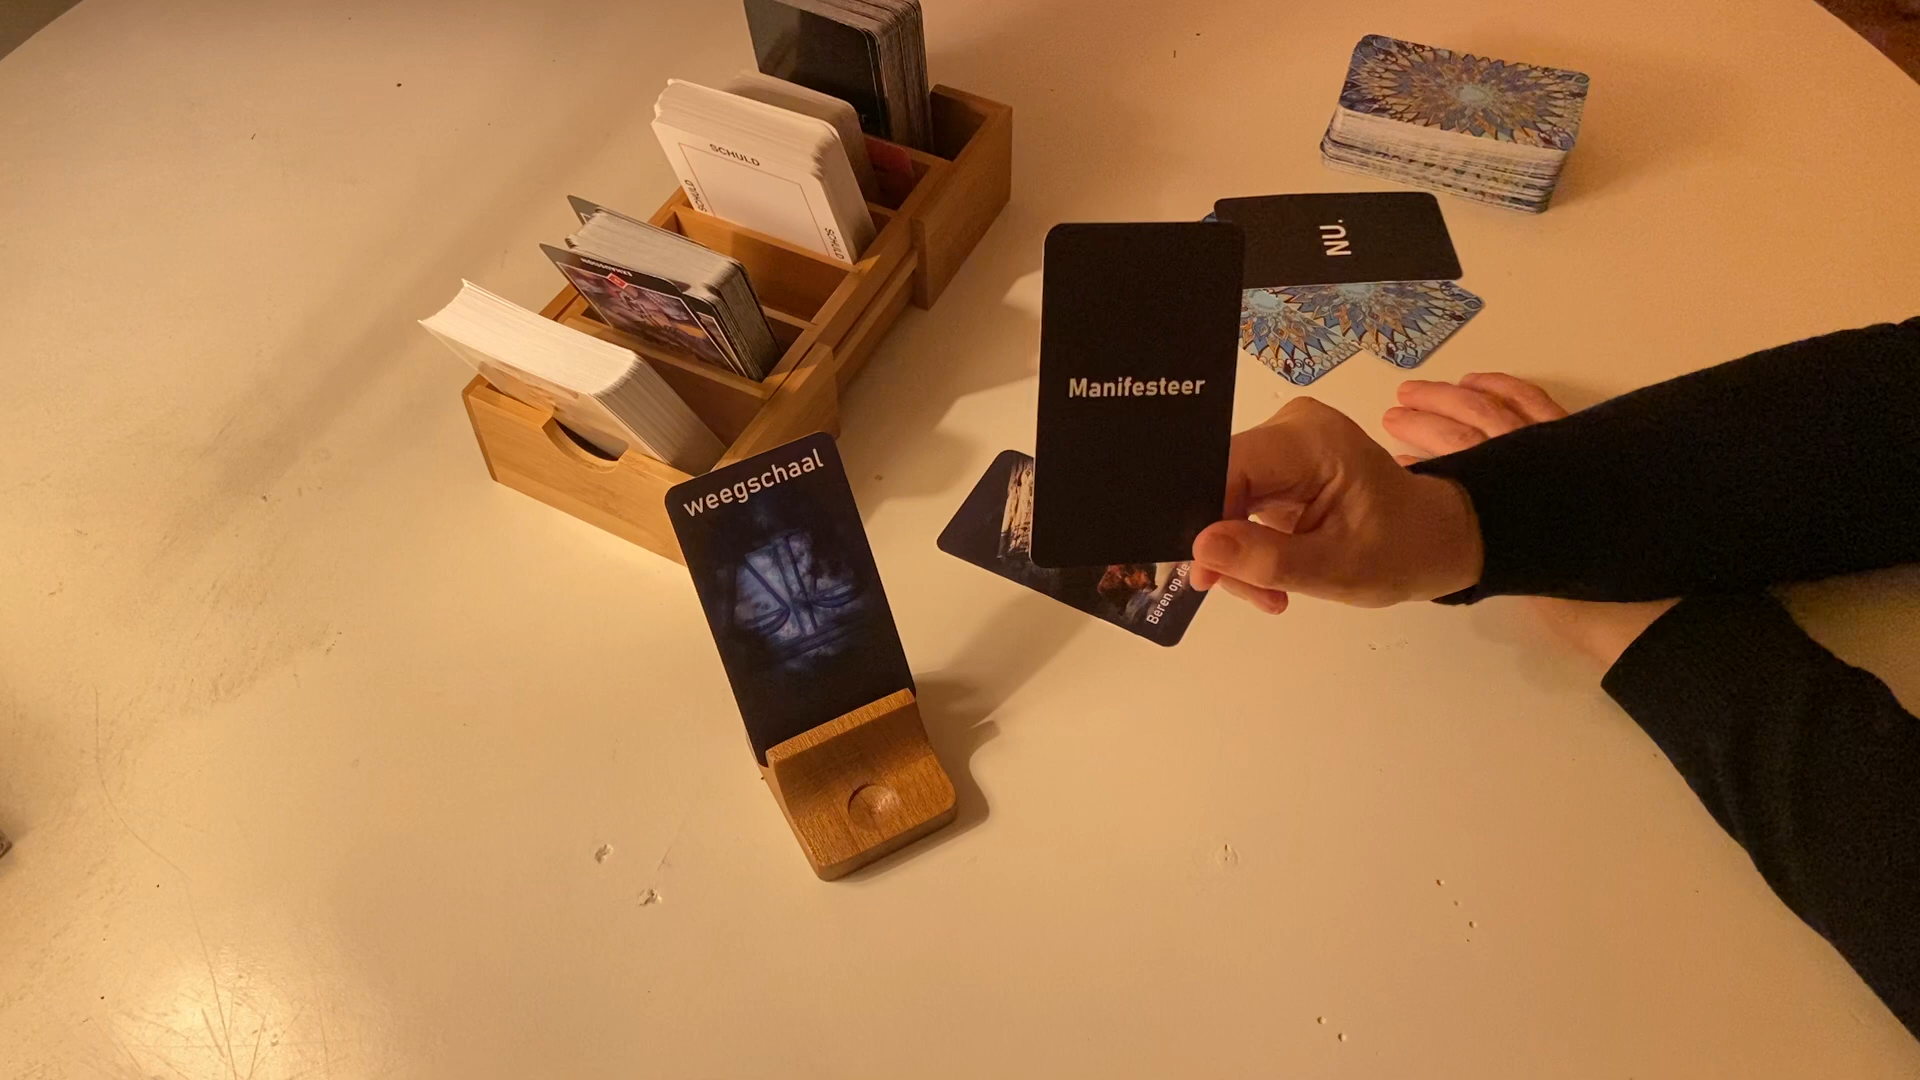 SCHULD
SCHULD
SCHULD
NU.
Manifesteer
weegschaal
Beren op de